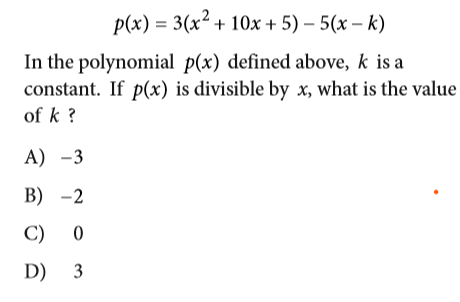 p(x) = 3(x² + 10x + 5) – 5(x – k)
In the polynomial p(x) defined above, k is a
constant. If p(x) is divisible by x, what is the value
of k ?
A) –3
B) –2
C) 0
D) 3